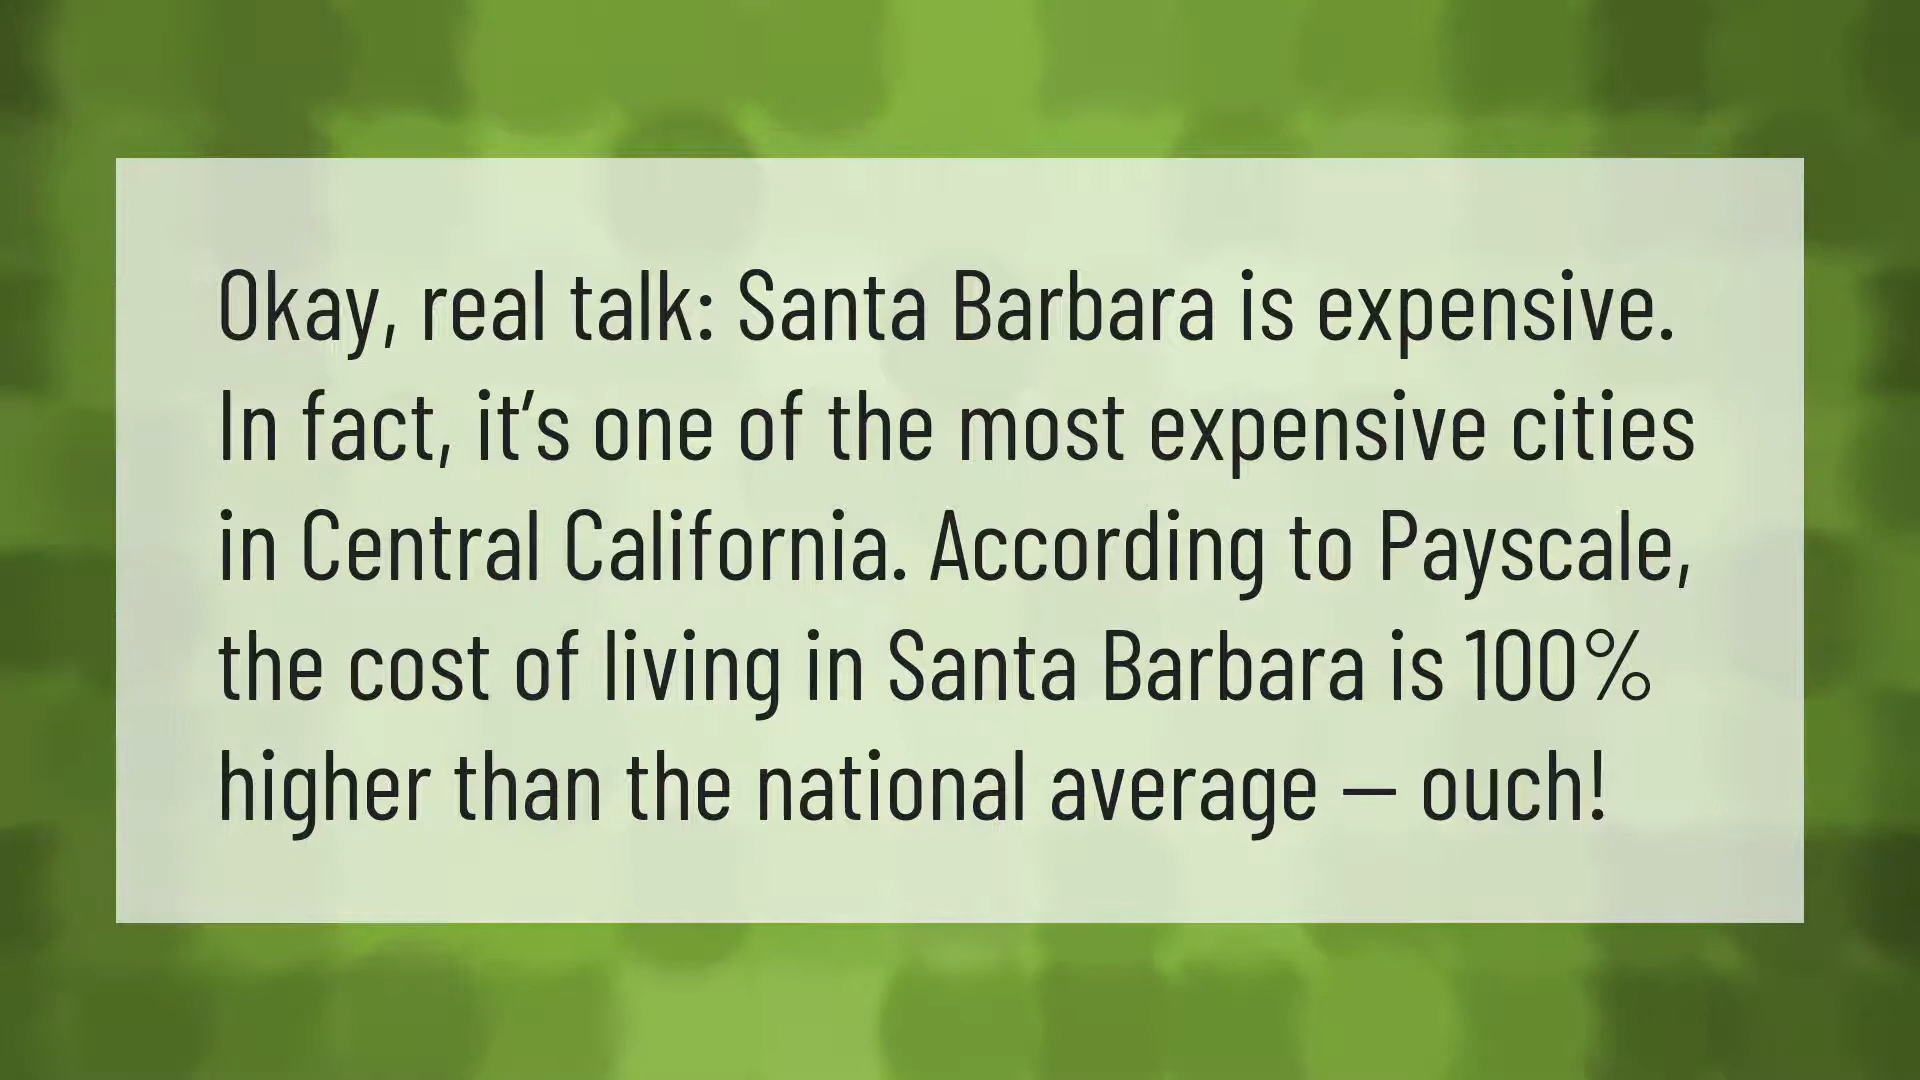 Okay, real talk: Santa Barbara is expensive.
In fact, it’s one of the most expensive cities
in Central California. According to Payscale,
the cost of living in Santa Barbara is 100%
higher than the national average – ouch!